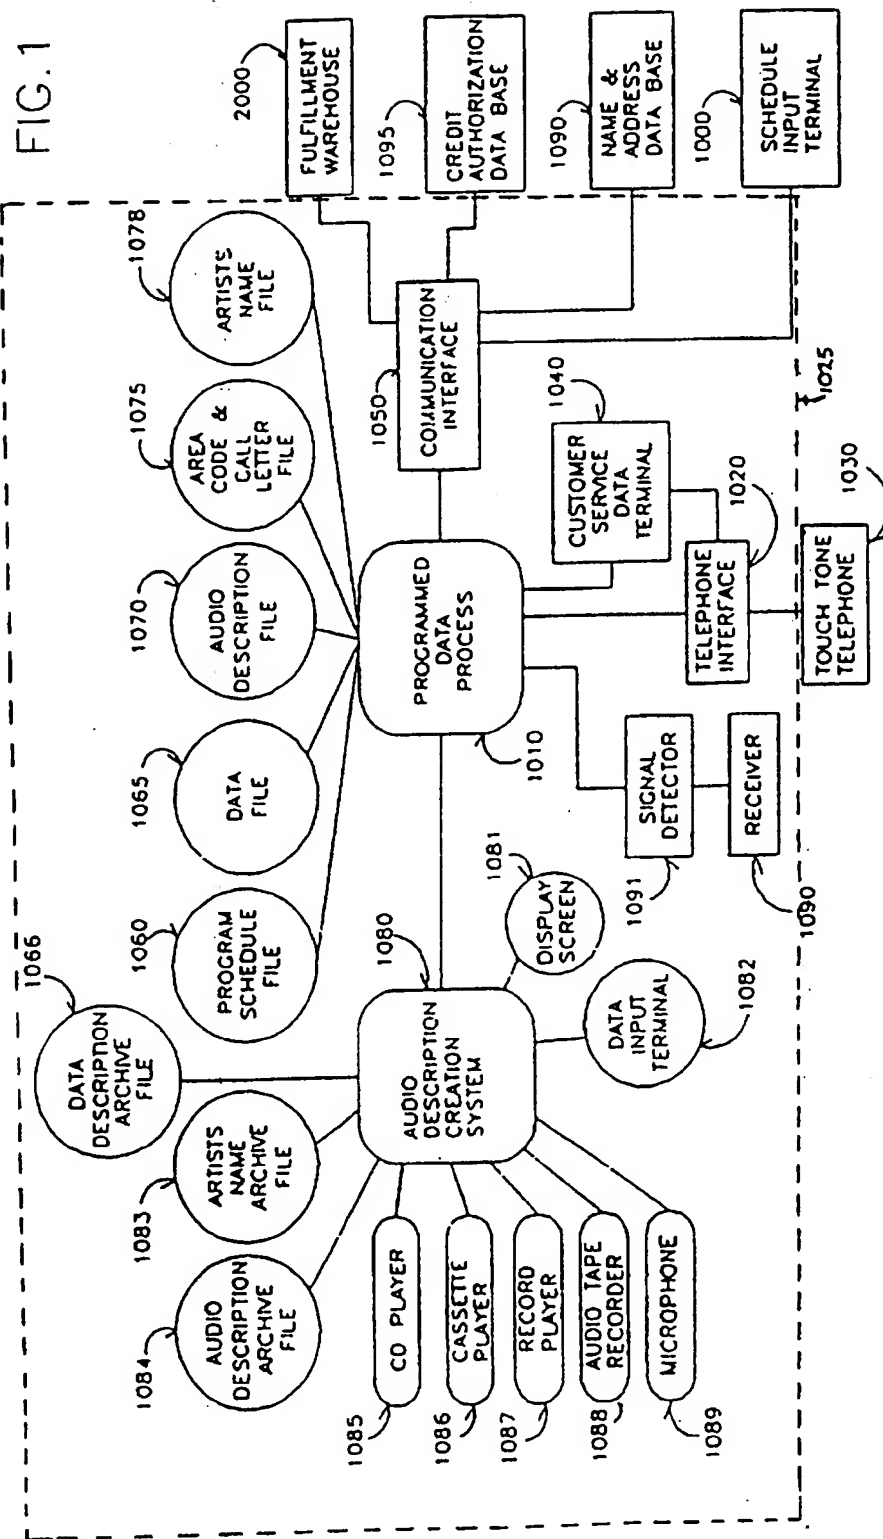 FIG. 1
1066
DATA
DESCRIPTION
ARCHIVE
FILE
1083
ARTISTS
NAME
ARCHIVE
FILE
1084
AUDIO
DESCRIPTION
ARCHIVE
FILE
1060
PROGRAM
SCHEDULE
FILE
1065
DATA
FILE
1070
AUDIO
DESCRIPTION
FILE
1075
AREA
CODE &
CALL
LETTER
FILE
1078
ARTISTS
NAME
FILE
2000
FULFILLMENT
WAREHOUSE
1095
CREDIT
AUTHORIZATION
DATA BASE
1090
NAME &
ADDRESS
DATA BASE
1000
SCHEDULE
INPUT
TERMINAL
1085
CD PLAYER
1086
CASSETTE
PLAYER
1087
RECORD
PLAYER
1088
AUDIO TAPE
RECORDER
1089
MICROPHONE
1080
AUDIO
DESCRIPTION
CREATION
SYSTEM
1081
DISPLAY
SCREEN
DATA
INPUT
TERMINAL
1082
PROGRAMMED
DATA
PROCESS
1010
1050
COMMUNICATION
INTERFACE
1040
CUSTOMER
SERVICE
DATA
TERMINAL
SIGNAL
DETECTOR
1091
RECEIVER
1090
TELEPHONE
INTERFACE
1020
1025
TOUCH TONE
TELEPHONE
1030